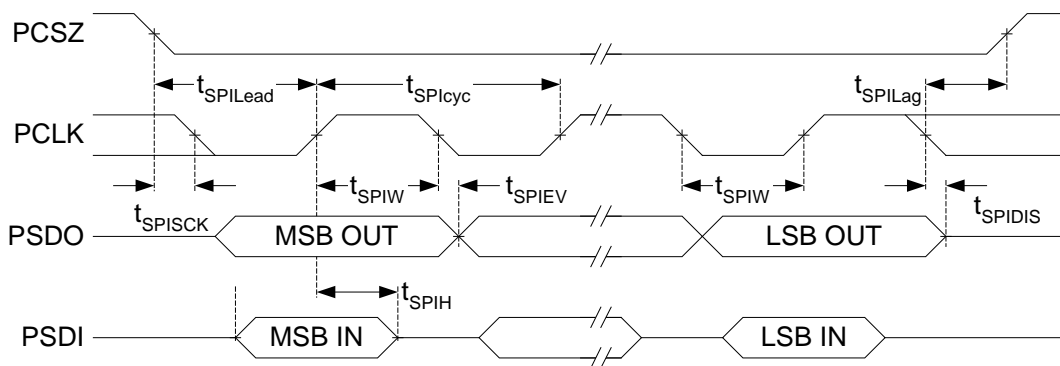 PCSZ
tSPILead
tSPIcyc
tSPILag
PCLK
tSPIW
tSPIEV
tSPIW
tSPISCK
tSPIDIS
PSDO
MSB OUT
LSB OUT
tSPIH
PSDI
MSB IN
LSB IN